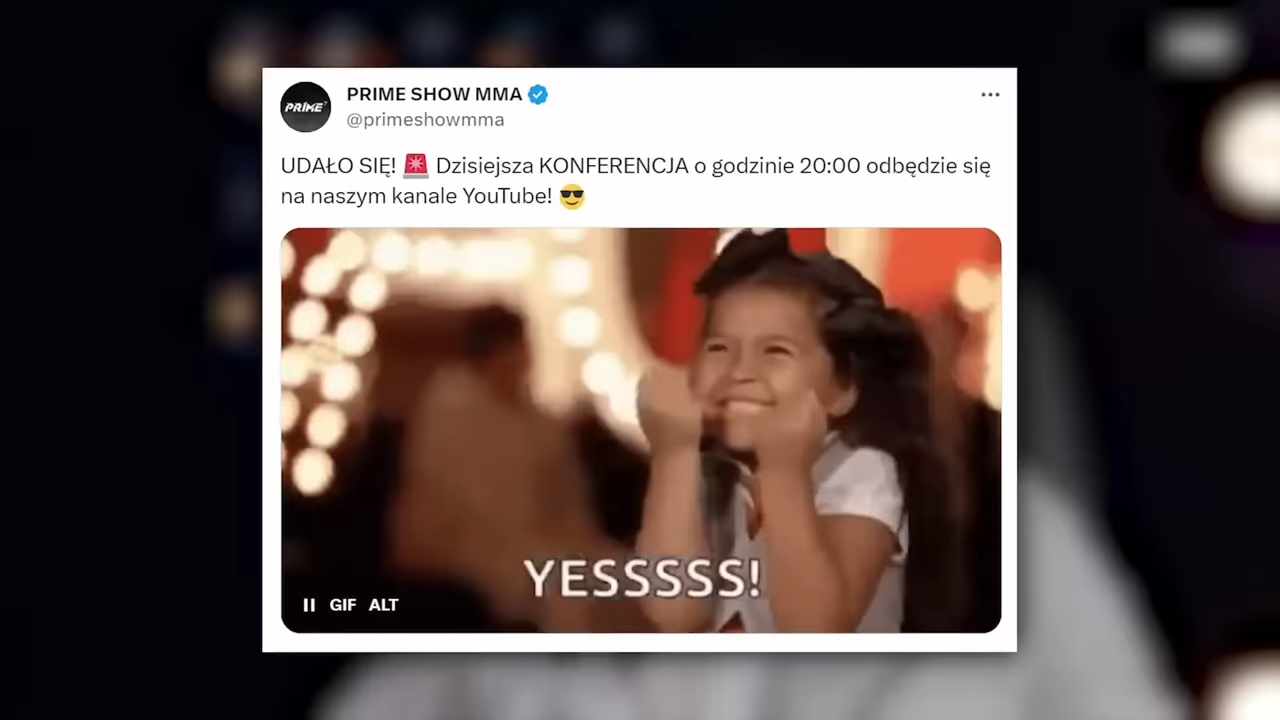 PRIME SHOW MMA
@primeshowmma
PRIME
UDAŁO SIĘ! 🚨 Dzisiejsza KONFERENCJA o godzinie 20:00 odbędzie się
na naszym kanale YouTube! 😎
YESSSSS!
GIF ALT